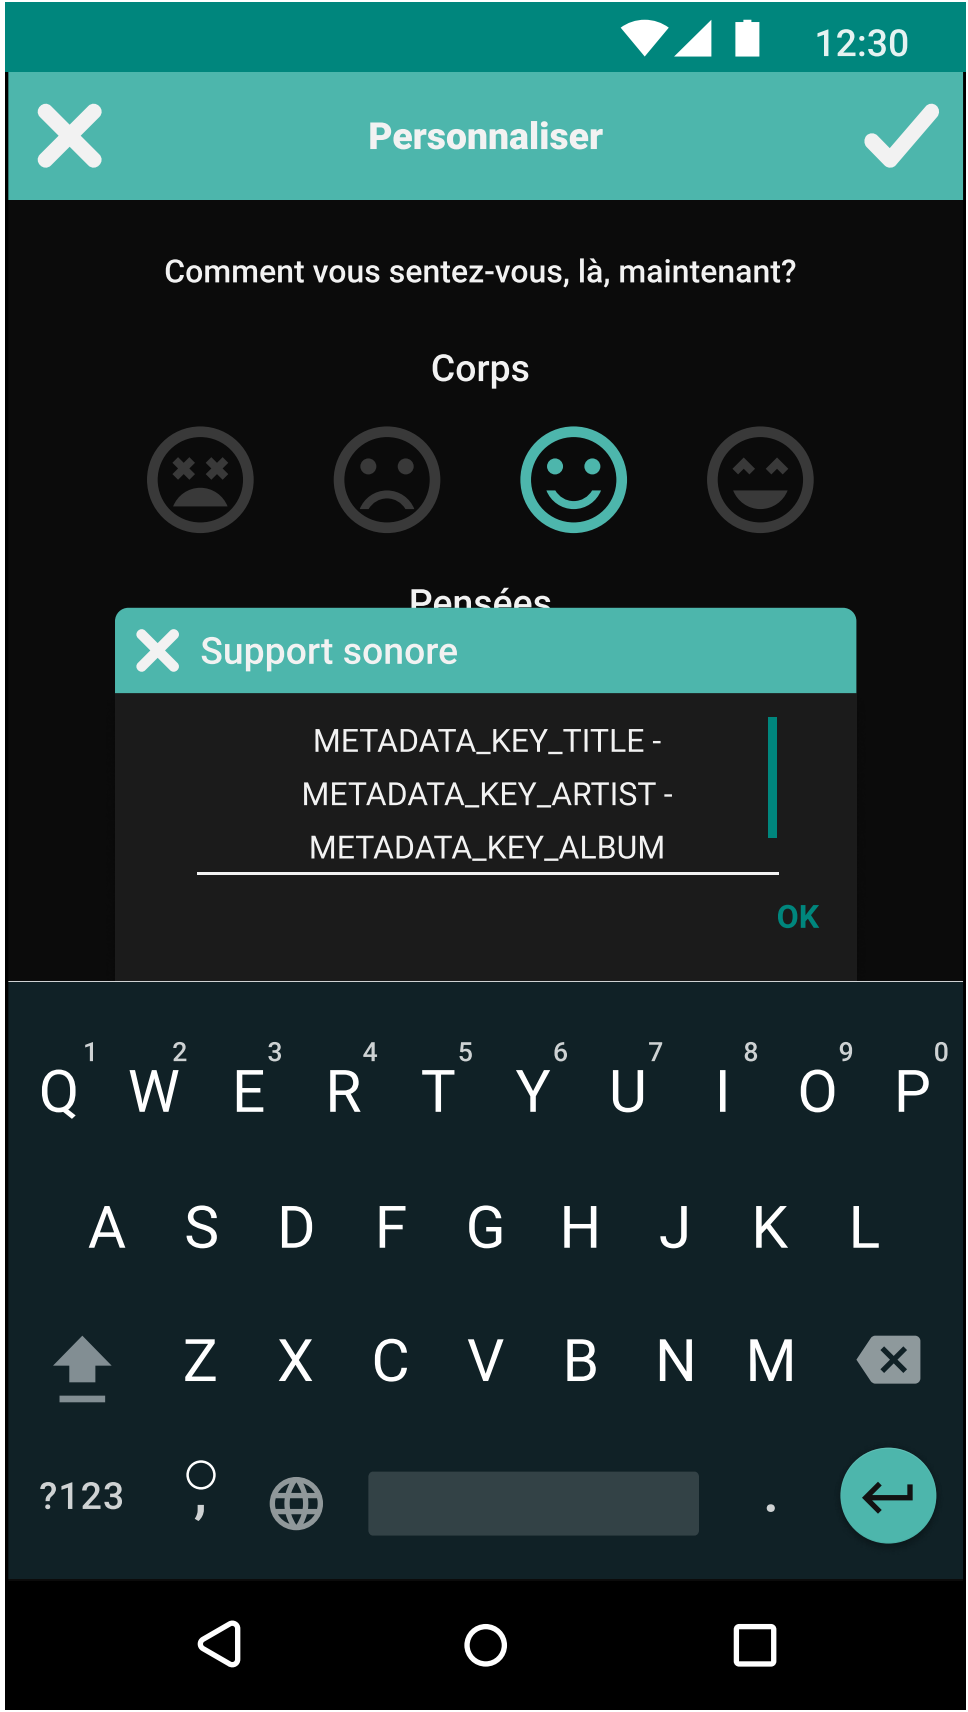 12:30
Personnaliser
Comment vous sentez-vous, là, maintenant?
Corps
Pensées
Support sonore
METADATA_KEY_TITLE -
METADATA_KEY_ARTIST -
METADATA_KEY_ALBUM
OK
1 2 3 4 5 6 7 8 9 0
Q W E R T Y U I O P
A S D F G H J K L
Z X C V B N M
?123 , .